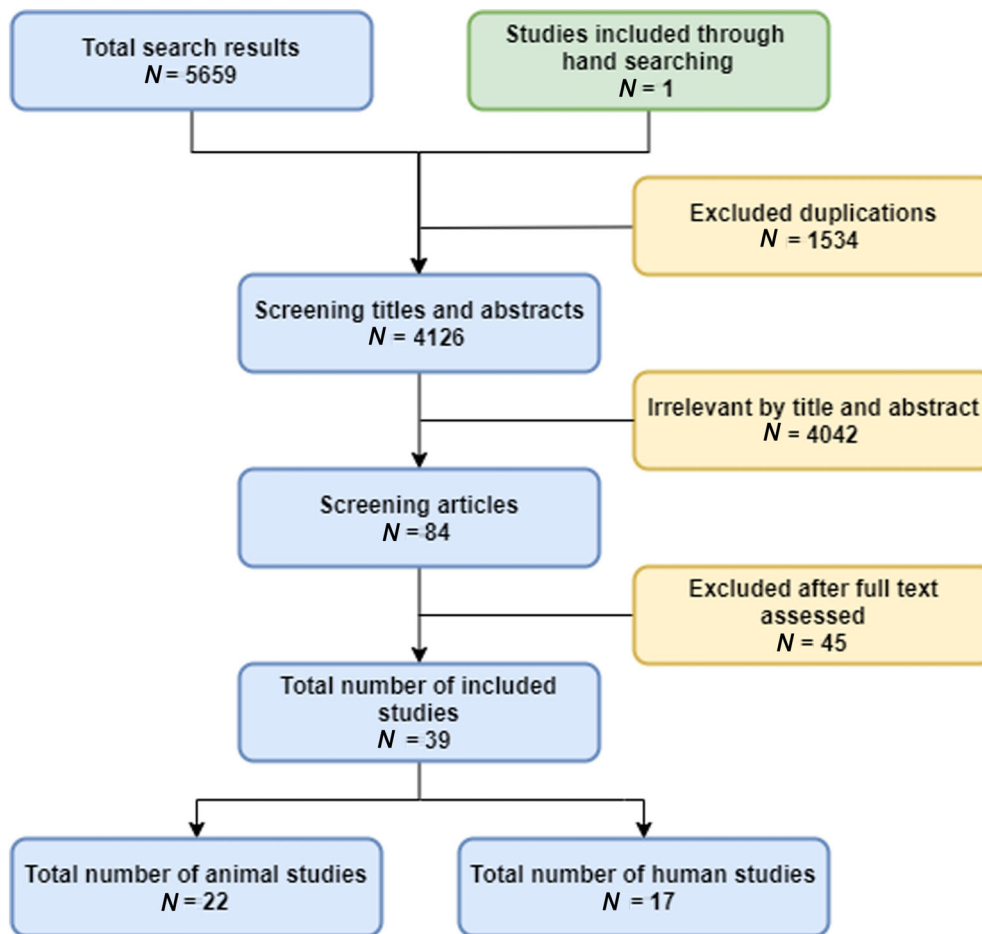 Total search results
N = 5659
Studies included through
hand searching
N = 1
Excluded duplications
N = 1534
Screening titles and abstracts
N = 4126
Irrelevant by title and abstract
N = 4042
Screening articles
N = 84
Excluded after full text
assessed
N = 45
Total number of included
studies
N = 39
Total number of animal studies
N = 22
Total number of human studies
N = 17